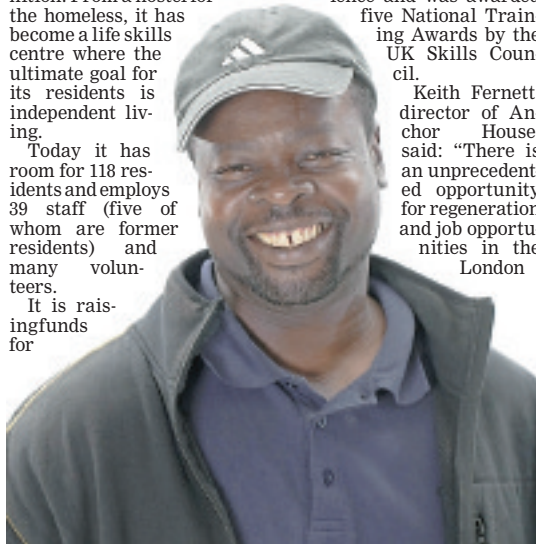 the homeless, it has
become a life skills
centre where the
ultimate goal for
its residents is
independent liv-
ing.
Today it has
room for 118 res-
idents and employs
39 staff (five of
whom are former
residents) and
many volun-
teers.
It is rais-
ingfunds
for
five National Train
ing Awards by the
UK Skills Coun
cil.
Keith Fernett
director of An
chor House
said: “There is
an unprecedent
ed opportunity
for regeneration
and job opportu
nities in the
London